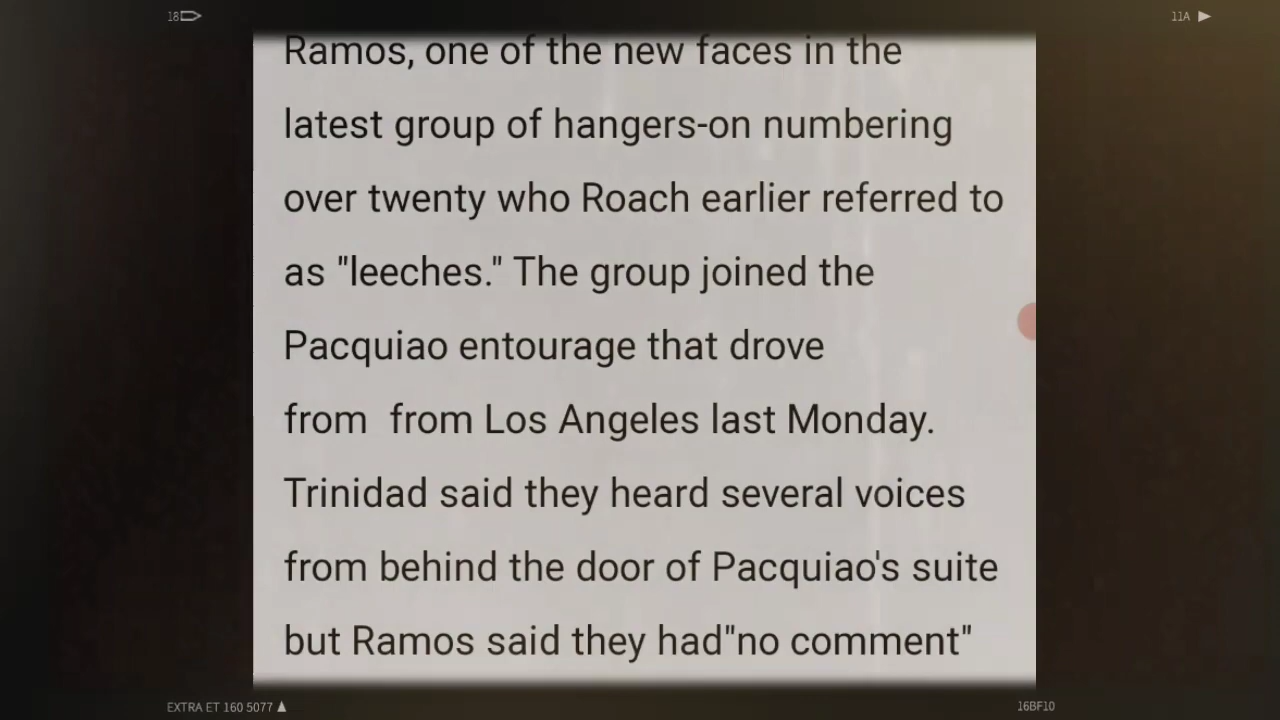 18
11A
Ramos, one of the new faces in the
latest group of hangers-on numbering
over twenty who Roach earlier referred to
as "leeches." The group joined the
Pacquiao entourage that drove
from  from Los Angeles last Monday.
Trinidad said they heard several voices
from behind the door of Pacquiao's suite
but Ramos said they had"no comment"
EXTRA ET 160 5077
16BF10